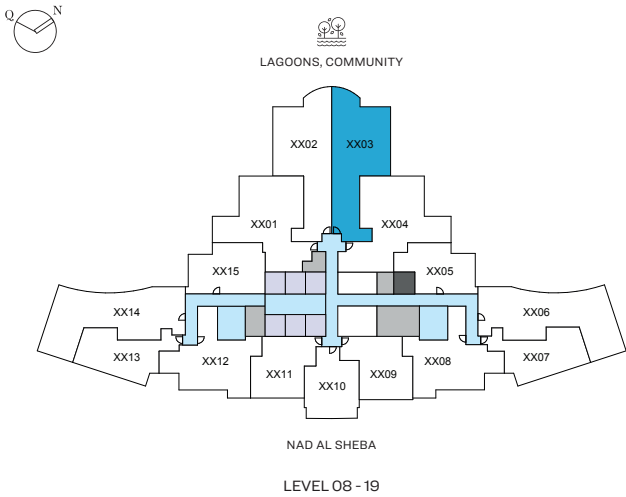 Q N
LAGOONS, COMMUNITY
XX02 XX03
XX01 XX04
XX15 XX05
XX14 XX06
XX13 XX12 XX08 XX07
XX11 XX10 XX09
NAD AL SHEBA
LEVEL 08 - 19